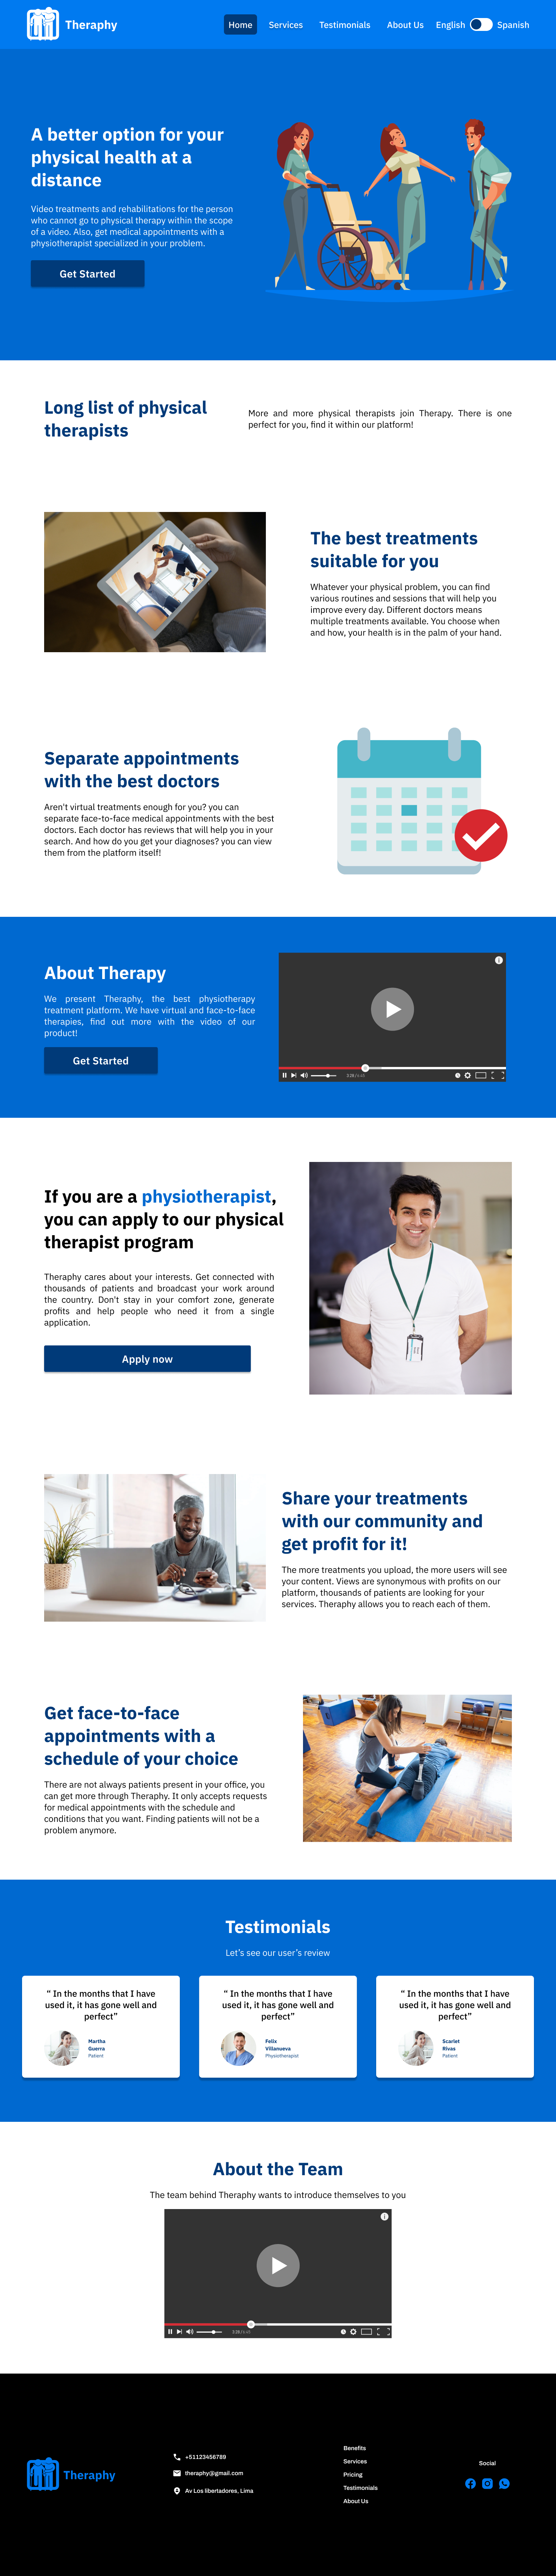 Theraphy
Home
Services
Testimonials
About Us
English
Spanish
A better option for your
physical health at a
distance
Video treatments and rehabilitations for the person
who cannot go to physical therapy within the scope
of a video. Also, get medical appointments with a
physiotherapist specialized in your problem.
Get Started
Long list of physical
therapists
More and more physical therapists join Therapy. There is one
perfect for you, find it within our platform!
The best treatments
suitable for you
Whatever your physical problem, you can find
various routines and sessions that will help you
improve every day. Different doctors means
multiple treatments available. You choose when
and how, your health is in the palm of your hand.
Separate appointments
with the best doctors
Aren't virtual treatments enough for you? you can
separate face-to-face medical appointments with the best
doctors. Each doctor has reviews that will help you in your
search. And how do you get your diagnoses? you can view
them from the platform itself!
About Therapy
We present Theraphy, the best physiotherapy
treatment platform. We have virtual and face-to-face
therapies, find out more with the video of our
product!
Get Started
If you are a physiotherapist,
you can apply to our physical
therapist program
Theraphy cares about your interests. Get connected with
thousands of patients and broadcast your work around
the country. Don't stay in your comfort zone, generate
profits and help people who need it from a single
application.
Apply now
Share your treatments
with our community and
get profit for it!
The more treatments you upload, the more users will see
your content. Views are synonymous with profits on our
platform, thousands of patients are looking for your
services. Theraphy allows you to reach each of them.
Get face-to-face
appointments with a
schedule of your choice
There are not always patients present in your office, you
can get more through Theraphy. It only accepts requests
for medical appointments with the schedule and
conditions that you want. Finding patients will not be a
problem anymore.
Testimonials
Let's see our user's review
“ In the months that I have
used it, it has gone well and
perfect”
Martha
Guerra
Patient
“ In the months that I have
used it, it has gone well and
perfect”
Felix
Villanueva
Physiotherapist
“ In the months that I have
used it, it has gone well and
perfect”
Scarlet
Rivas
Patient
About the Team
The team behind Theraphy wants to introduce themselves to you
Theraphy
+51123456789
theraphy@gmail.com
Av Los libertadores, Lima
Benefits
Services
Pricing
Testimonials
About Us
Social